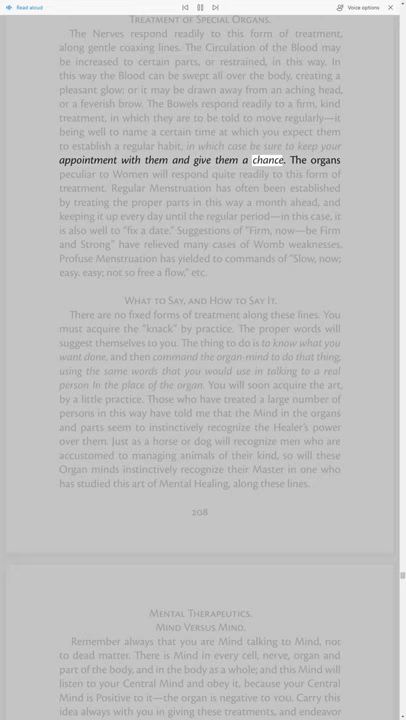 Read aloud
Voice options
Treatment of Special Organs.
The Nerves respond readily to this form of treatment,
along gentle coaxing lines. The Circulation of the Blood may
be increased to certain parts, or restrained, in this way. In
this way the Blood can be swept all over the body, creating a
pleasant glow; or it may be drawn away from an aching head,
or a feverish brow. The Bowels respond readily to a firm, kind
treatment, in which they are to be told to move regularly—it
being well to name a certain time at which you expect them
to establish a regular habit, in which case be sure to keep your
appointment with them and give them a chance. The organs
peculiar to Women will respond quite readily to this form of
treatment. Regular Menstruation has often been established
by treating the proper parts in this way a month ahead, and
keeping it up every day until the regular period—in this case, it
is also well to “fix a date.” Suggestions of “Firm, now—be Firm
and Strong” have relieved many cases of Womb weaknesses.
Profuse Menstruation has yielded to commands of “Slow, now;
easy, easy; not so free a flow,” etc.
What to Say, and How to Say It.
There are no fixed forms of treatment along these lines. You
must acquire the “knack” by practice. The proper words will
suggest themselves to you. The thing to do is to know what you
want done, and then command the organ-mind to do that thing,
using the same words that you would use in talking to a real
person in the place of the organ. You will soon acquire the art,
by a little practice. Those who have treated a large number of
persons in this way have told me that the Mind in the organs
and parts seem to instinctively recognize the Healer’s power
over them. Just as a horse or dog will recognize men who are
accustomed to managing animals of their kind, so will these
Organ minds instinctively recognize their Master in one who
has studied this art of Mental Healing, along these lines.
208
Mental Therapeutics.
Mind Versus Mind.
Remember always that you are Mind talking to Mind, not
to dead matter. There is Mind in every cell, nerve, organ and
part of the body, and in the body as a whole; and this Mind will
listen to your Central Mind and obey it, because your Central
Mind is Positive to it—the organ is negative to you. Carry this
idea always with you in giving these treatments, and endeavor